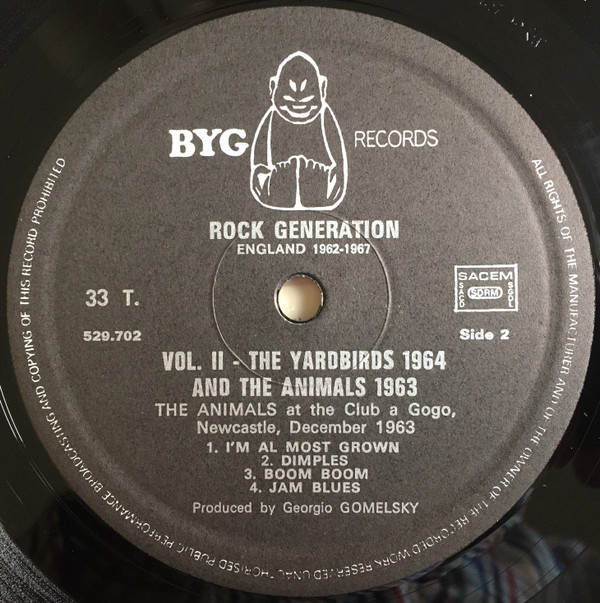 BYG RECORDS
ROCK GENERATION
ENGLAND 1962-1967
33 T.
529.702
SACEM
SACD SDRM SGDL
Side 2
VOL. II - THE YARDBIRDS 1964
AND THE ANIMALS 1963
THE ANIMALS at the Club a Gogo,
Newcastle, December 1963
1. I'M AL MOST GROWN
2. DIMPLES
3. BOOM BOOM
4. JAM BLUES
Produced by Georgio GOMELSKY
ALL RIGHTS OF THE MANUFACTURER AND OF THE OWNER OF THE RECORDED WORK RESERVED UNAUTHORISED PUBLIC PERFORMANCE BROADCASTING AND COPYING OF THIS RECORD PROHIBITED